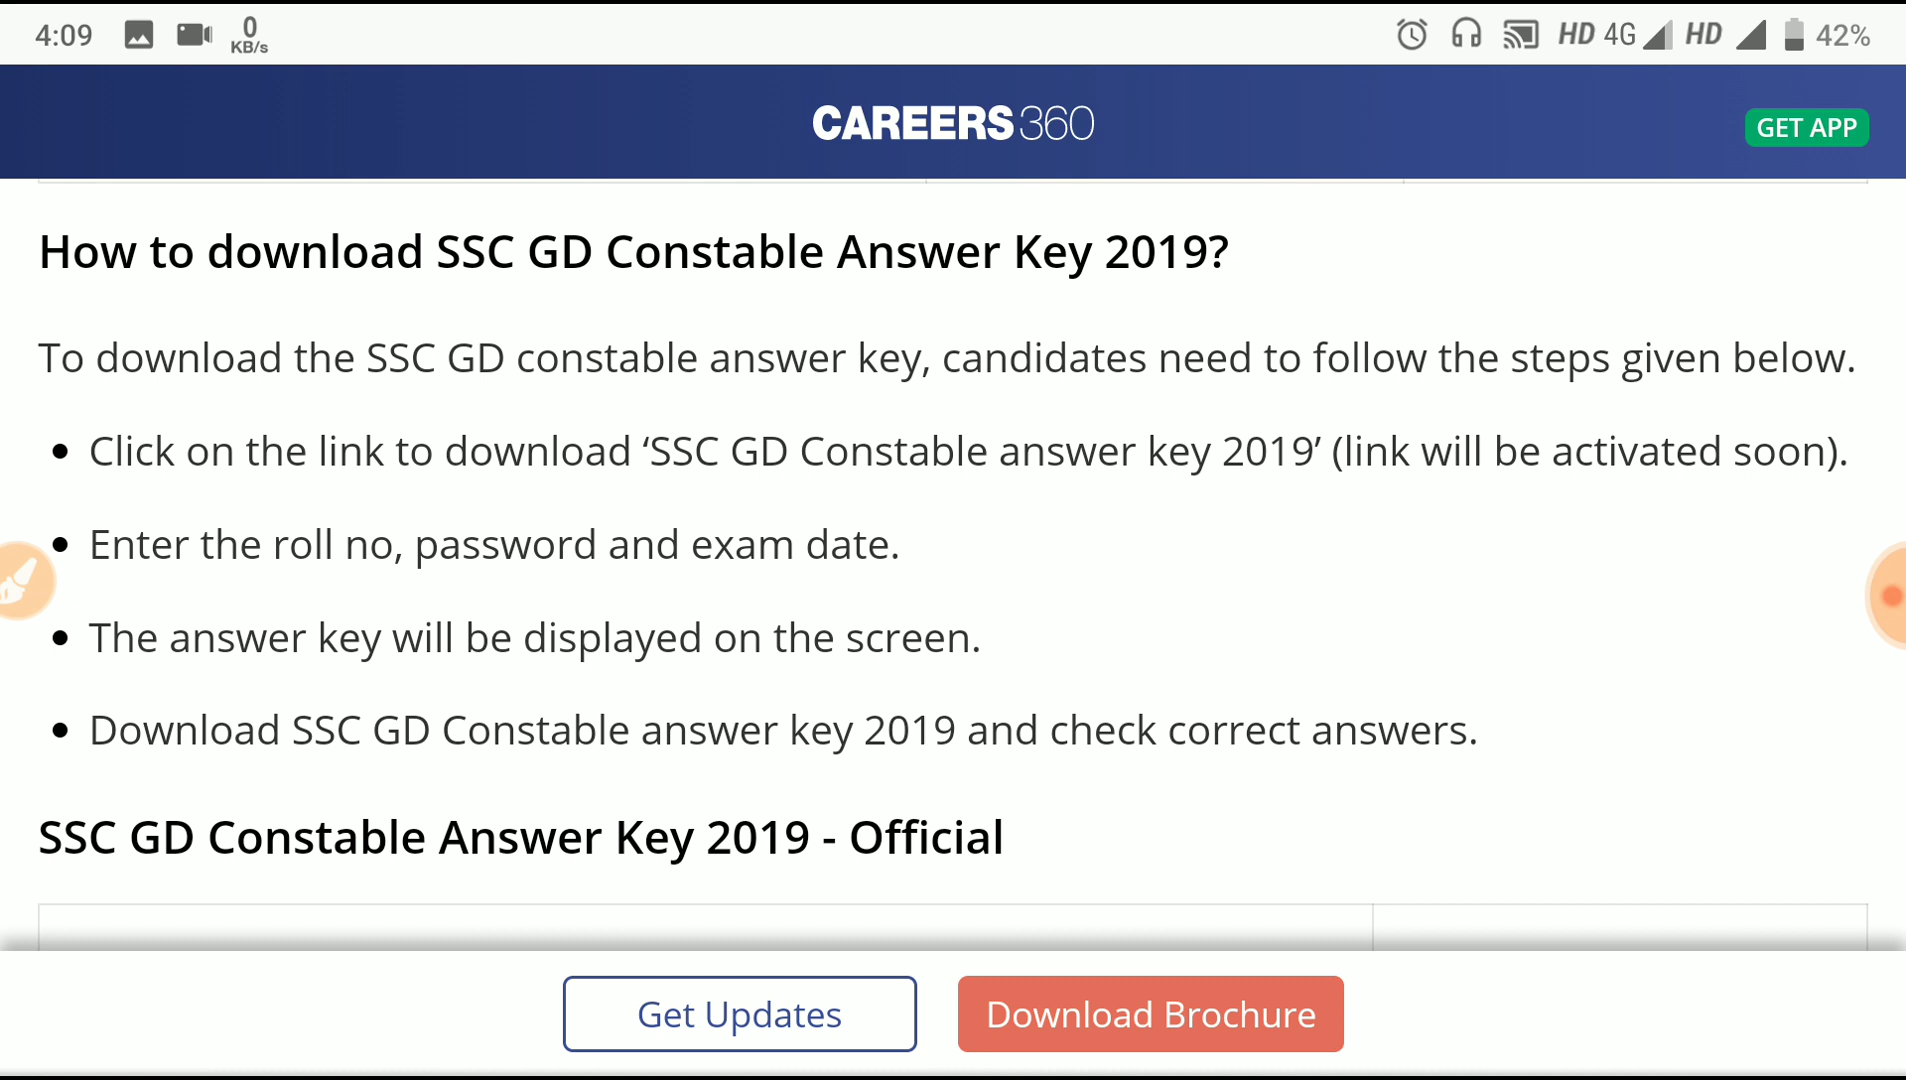 4:09 0 KB/s HD 4G HD 42%
CAREERS360
GET APP
How to download SSC GD Constable Answer Key 2019?
To download the SSC GD constable answer key, candidates need to follow the steps given below.
• Click on the link to download ‘SSC GD Constable answer key 2019’ (link will be activated soon).
• Enter the roll no, password and exam date.
• The answer key will be displayed on the screen.
• Download SSC GD Constable answer key 2019 and check correct answers.
SSC GD Constable Answer Key 2019 - Official
Get Updates
Download Brochure